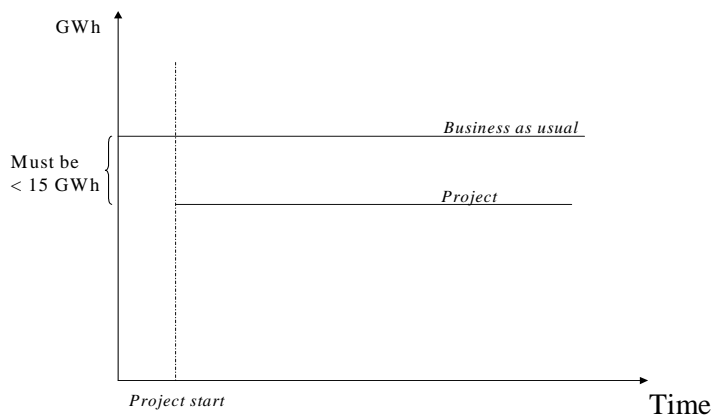 GWh
Business as usual
Must be
< 15 GWh
Project
Project start
Time